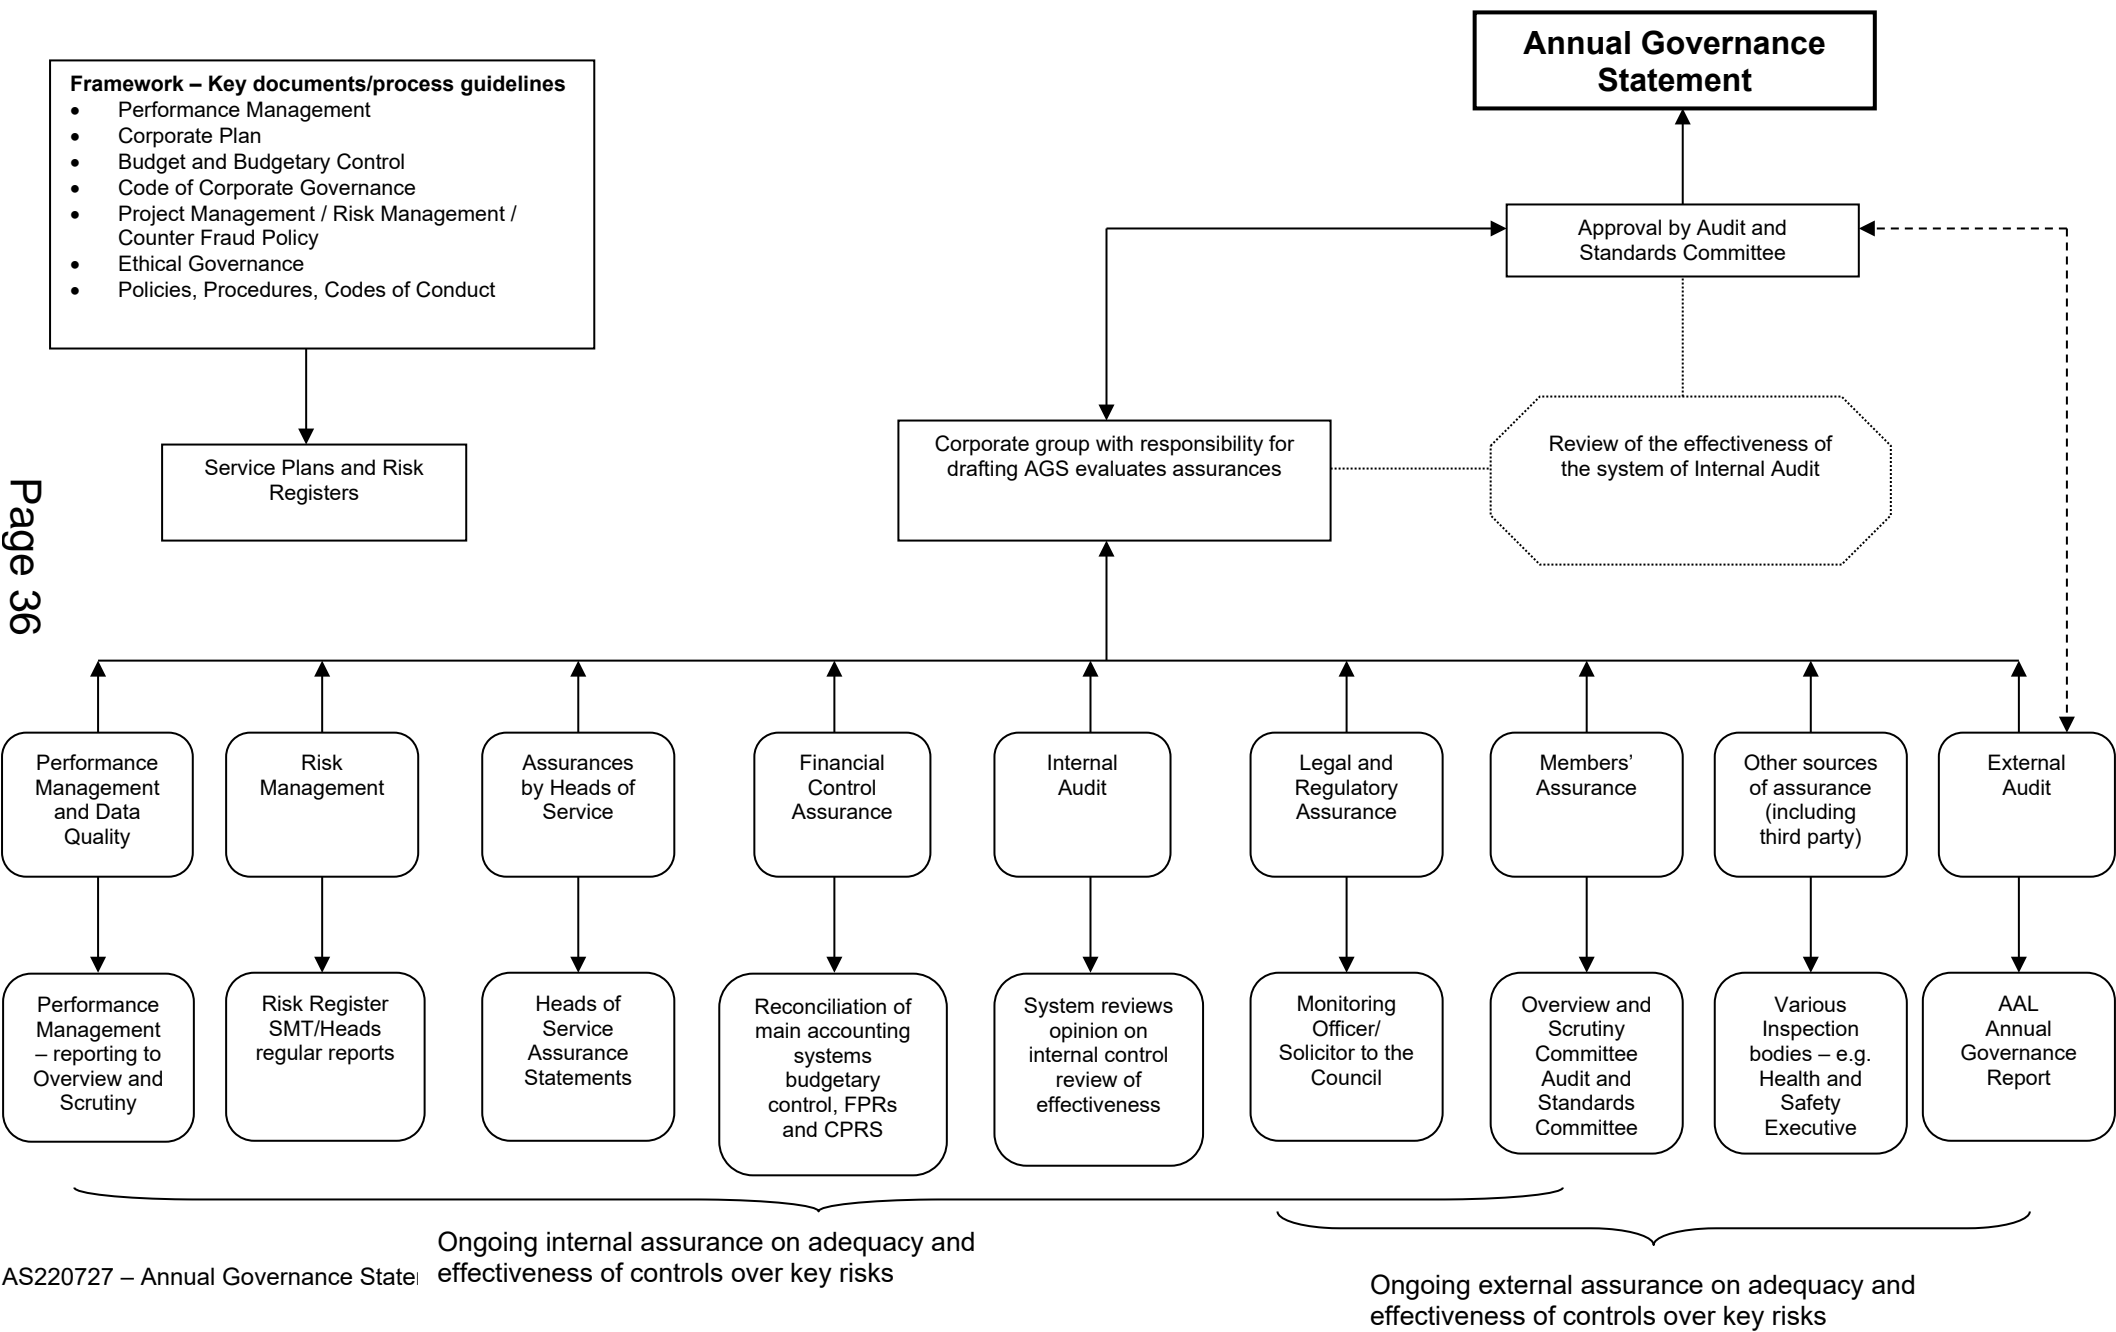 Annual Governance
Statement
Framework – Key documents/process guidelines
• Performance Management
• Corporate Plan
• Budget and Budgetary Control
• Code of Corporate Governance
• Project Management / Risk Management /
Counter Fraud Policy
• Ethical Governance
• Policies, Procedures, Codes of Conduct
Approval by Audit and
Standards Committee
Service Plans and Risk
Registers
Corporate group with responsibility for
drafting AGS evaluates assurances
Review of the effectiveness of
the system of Internal Audit
Page 36
Performance
Management
and Data
Quality
Risk
Management
Assurances
by Heads of
Service
Financial
Control
Assurance
Internal
Audit
Legal and
Regulatory
Assurance
Members’
Assurance
Other sources
of assurance
(including
third party)
External
Audit
Performance
Management
– reporting to
Overview and
Scrutiny
Risk Register
SMT/Heads
regular reports
Heads of
Service
Assurance
Statements
Reconciliation of
main accounting
systems
budgetary
control, FPRs
and CPRS
System reviews
opinion on
internal control
review of
effectiveness
Monitoring
Officer/
Solicitor to the
Council
Overview and
Scrutiny
Committee
Audit and
Standards
Committee
Various
Inspection
bodies – e.g.
Health and
Safety
Executive
AAL
Annual
Governance
Report
Ongoing internal assurance on adequacy and
effectiveness of controls over key risks
AS220727 – Annual Governance State
Ongoing external assurance on adequacy and
effectiveness of controls over key risks